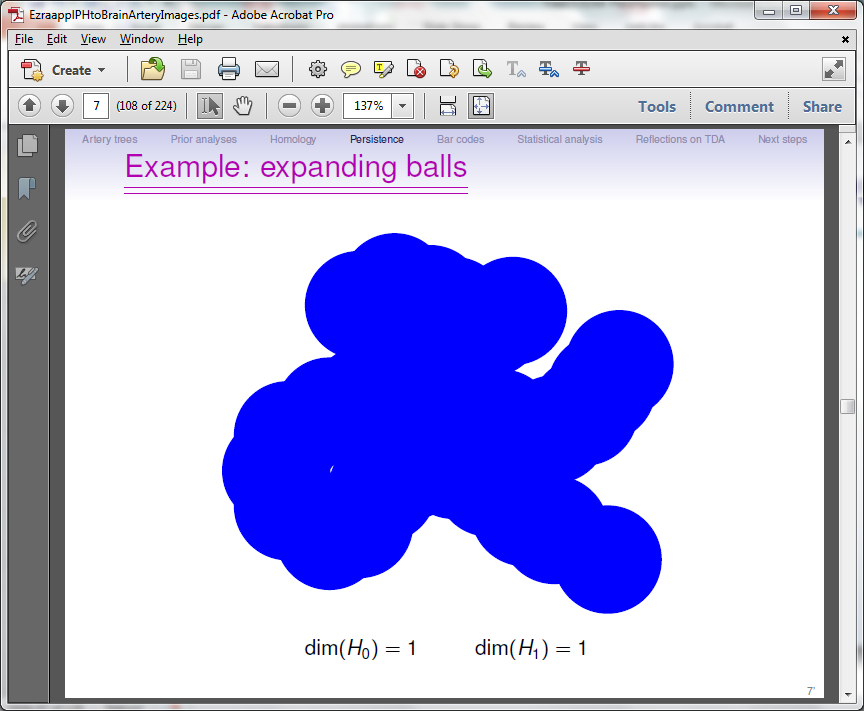 EzraappIPHtoBrainArteryImages.pdf - Adobe Acrobat Pro
File Edit View Window Help
Create
7 (108 of 224) 137% Tools Comment Share
Artery trees Prior analyses Homology Persistence Bar codes Statistical analysis Reflections on TDA Next steps
Example: expanding balls
dim(H₀) = 1 dim(H₁) = 1
7'